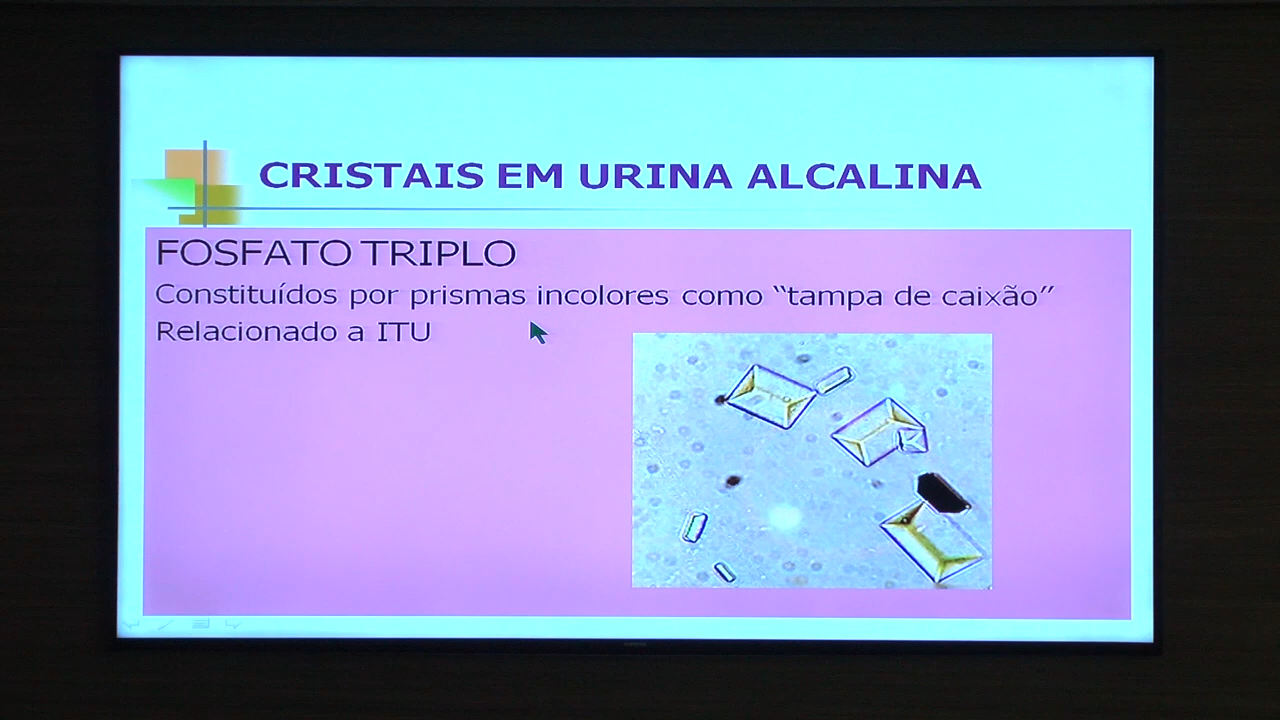 CRISTAIS EM URINA ALCALINA
FOSFATO TRIPLO
Constituídos por prismas incolores como “tampa de caixão”
Relacionado a ITU